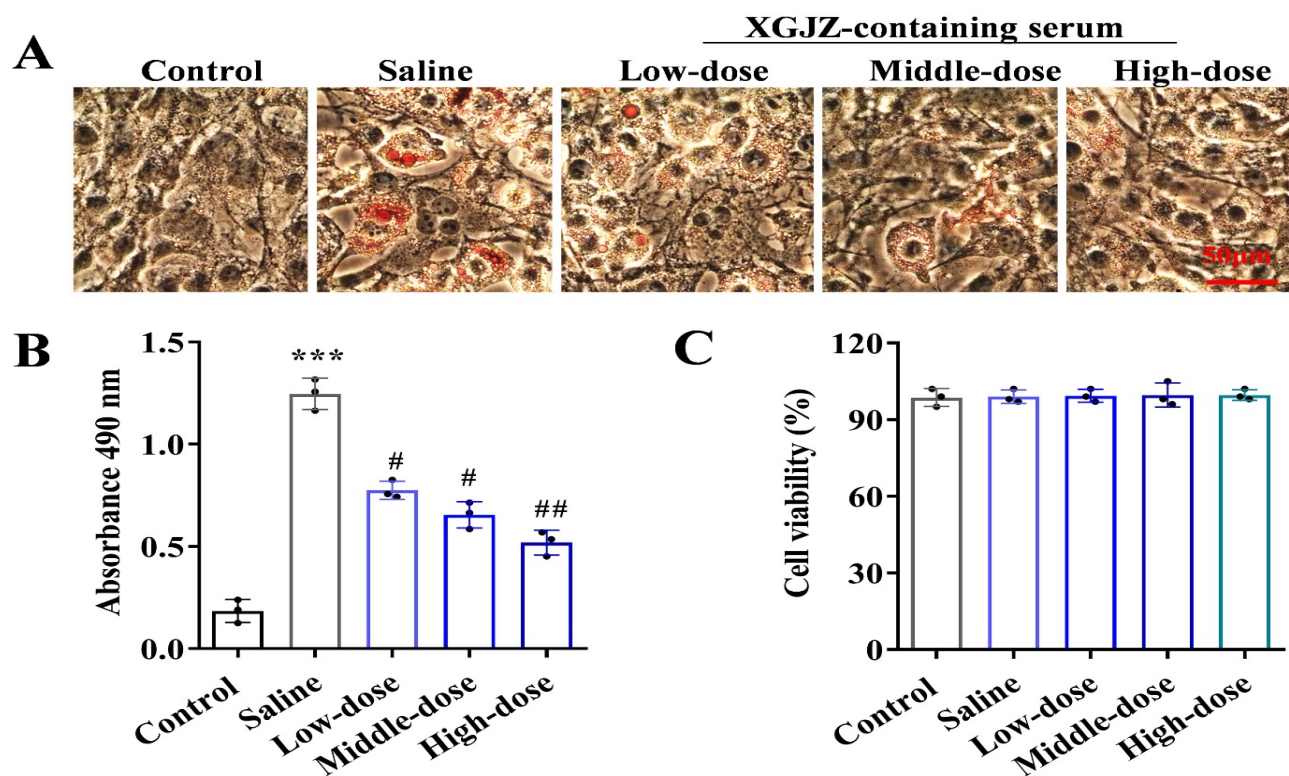 XGJZ-containing serum
A
Control Saline Low-dose Middle-dose High-dose
50μm
B
1.5
1.0
0.5
0.0
Absorbance 490 nm
***
#
#
##
Control
Saline
Low-dose
Middle-dose
High-dose
C
120
90
60
30
0
Cell viability (%)
Control
Saline
Low-dose
Middle-dose
High-dose